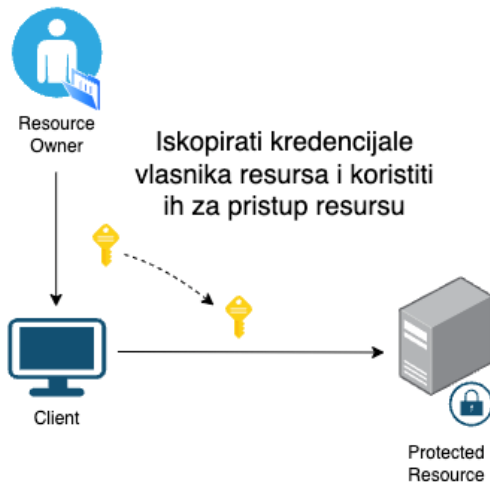 Resource
Owner
Iskopirati kredencijale
vlasnika resursa i koristiti
ih za pristup resursu
Client
Protected
Resource